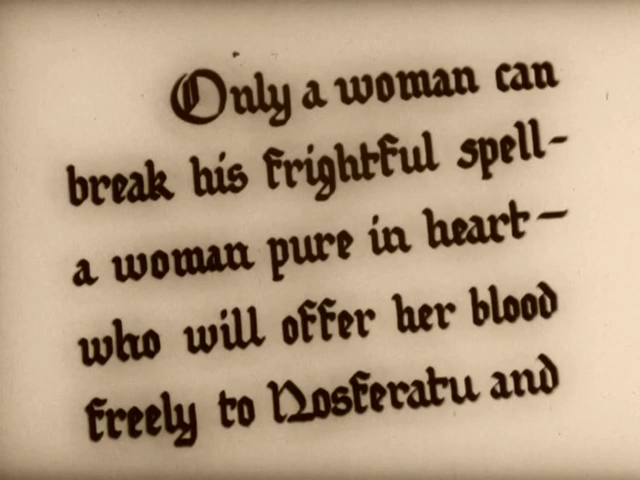 Only a woman can
break his frightful spell-
a woman pure in heart—
who will offer her blood
freely to Nosferatu and